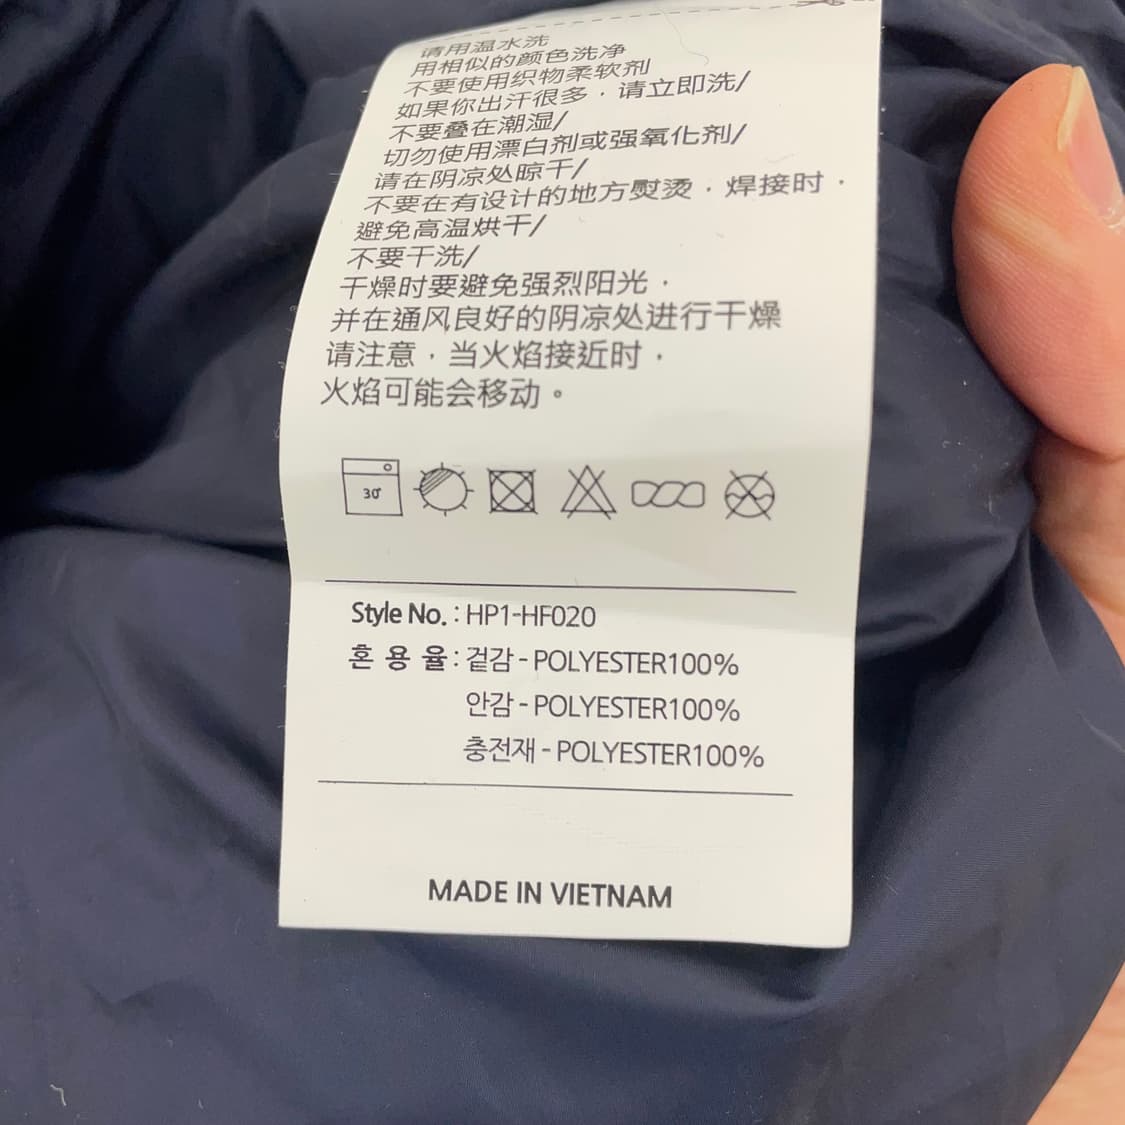 请用温水洗
用相似的颜色洗净
不要使用织物柔软剂
如果你出汗很多，请立即洗/
不要叠在潮湿/
切勿使用漂白剂或强氧化剂/
请在阴凉处晾干/
不要在有设计的地方熨烫，焊接时，
避免高温烘干/
不要干洗/
干燥时要避免强烈阳光，
并在通风良好的阴凉处进行干燥
请注意，当火焰接近时，
火焰可能会移动。
30°
Style No. : HP1-HF020
혼 용 율 : 겉감 - POLYESTER100%
안감 - POLYESTER100%
충전재 - POLYESTER100%
MADE IN VIETNAM